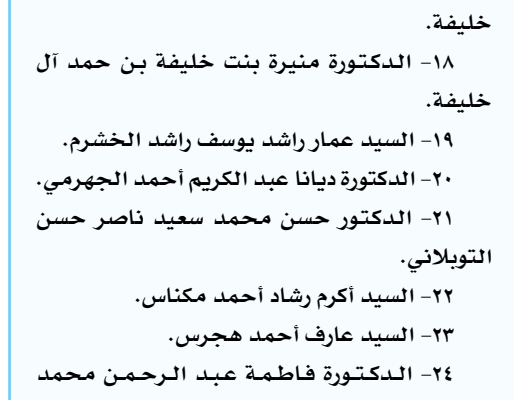 خليفة.
١٨- الدكتورة منيرة بنت خليفة بن حمد آل
خليفة.
١٩- السيد عمار راشد يوسف راشد الخشرم.
٢٠- الدكتورة ديانا عبد الكريم أحمد الجهرمي.
٢١- الدكتور حسن محمد سعيد ناصر حسن
التوبلاني.
٢٢- السيد أكرم رشاد أحمد مكناس.
٢٣- السيد عارف أحمد هجرس.
٢٤- الدكتورة فاطمة عبد الرحمن محمد